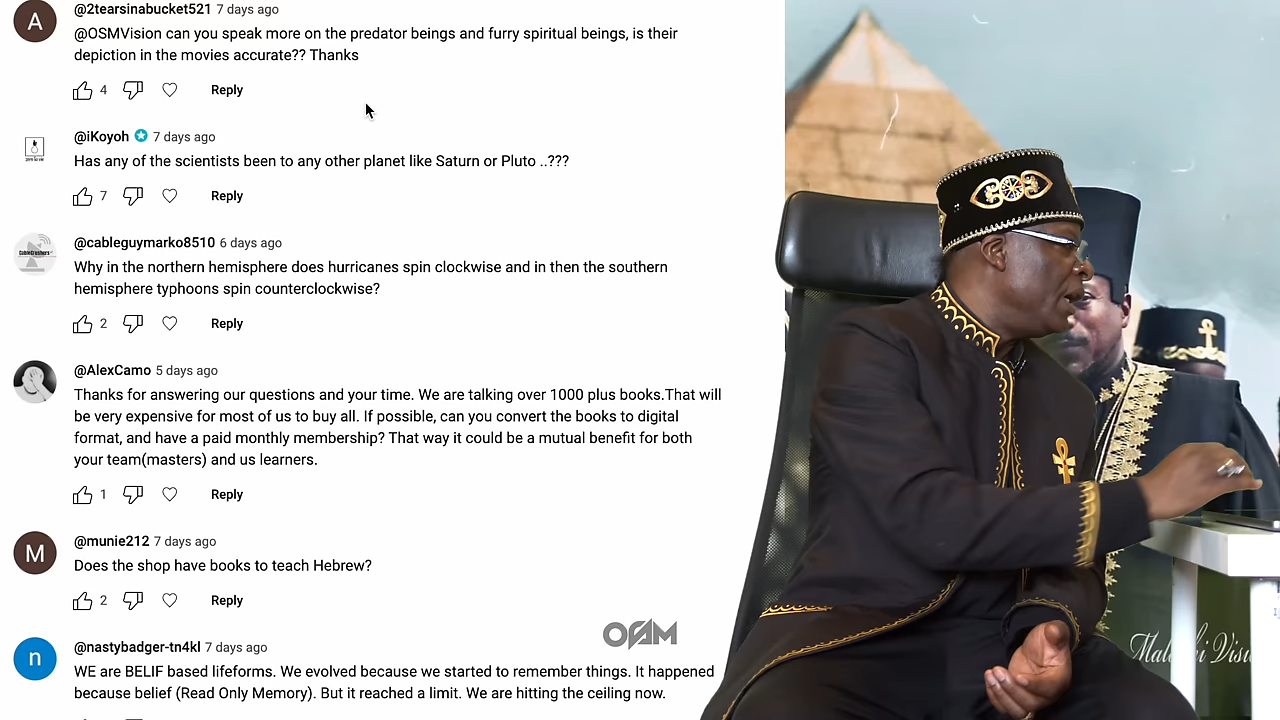 A
@2tearsinabucket521 7 days ago
@OSMVision can you speak more on the predator beings and furry spiritual beings, is their
depiction in the movies accurate?? Thanks
4 Reply
@iKoyoh 7 days ago
Has any of the scientists been to any other planet like Saturn or Pluto ..???
7 Reply
@cableguymarko8510 6 days ago
Why in the northern hemisphere does hurricanes spin clockwise and in then the southern
hemisphere typhoons spin counterclockwise?
2 Reply
@AlexCamo 5 days ago
Thanks for answering our questions and your time. We are talking over 1000 plus books.That will
be very expensive for most of us to buy all. If possible, can you convert the books to digital
format, and have a paid monthly membership? That way it could be a mutual benefit for both
your team(masters) and us learners.
1 Reply
M
@munie212 7 days ago
Does the shop have books to teach Hebrew?
2 Reply
n
@nastybadger-tn4kl 7 days ago
WE are BELIF based lifeforms. We evolved because we started to remember things. It happened
because belief (Read Only Memory). But it reached a limit. We are hitting the ceiling now.